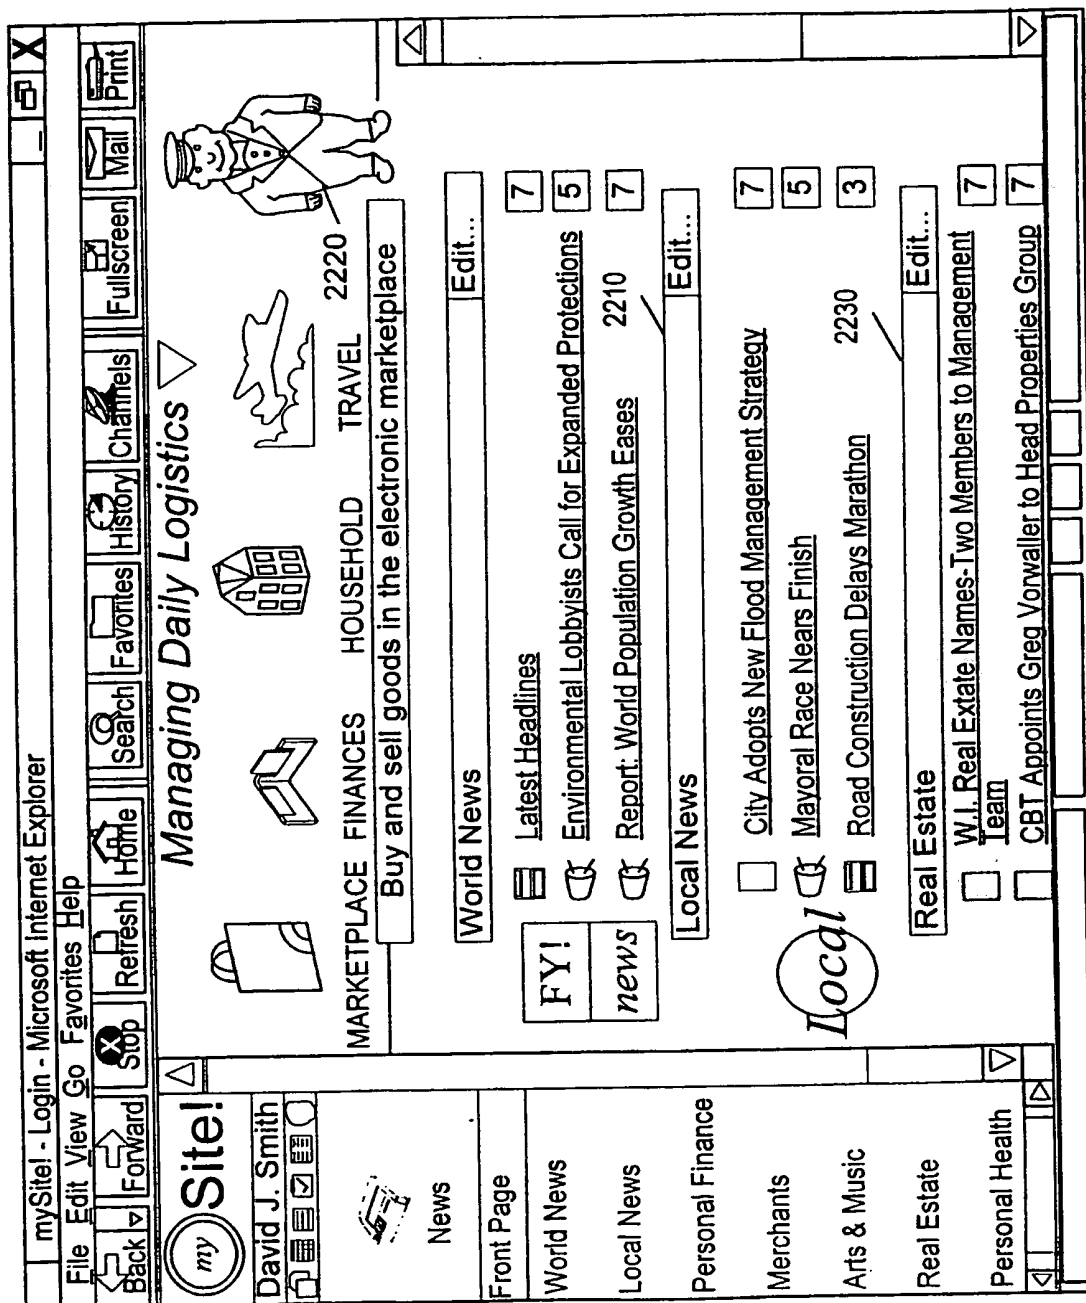 mySite! - Login - Microsoft Internet Explorer
_ X
File Edit View Go Favorites Help
Back Forward Stop Refresh Home Search Favorites History Channels Fullscreen Mail Print
my Site!
David J. Smith
News
Front Page
World News
Local News
Personal Finance
Merchants
Arts & Music
Real Estate
Personal Health
Managing Daily Logistics
MARKETPLACE FINANCES HOUSEHOLD TRAVEL 2220
Buy and sell goods in the electronic marketplace
World News Edit...
FY!
news
Latest Headlines 7
Environmental Lobbyists Call for Expanded Protections 5
Report: World Population Growth Eases 7
2210
Local News Edit...
Local
City Adopts New Flood Management Strategy 7
Mayoral Race Nears Finish 5
Road Construction Delays Marathon 3
2230
Real Estate Edit...
W.I. Real Extate Names-Two Members to Management 7
Team
CBT Appoints Greg Vorwaller to Head Properties Group 7